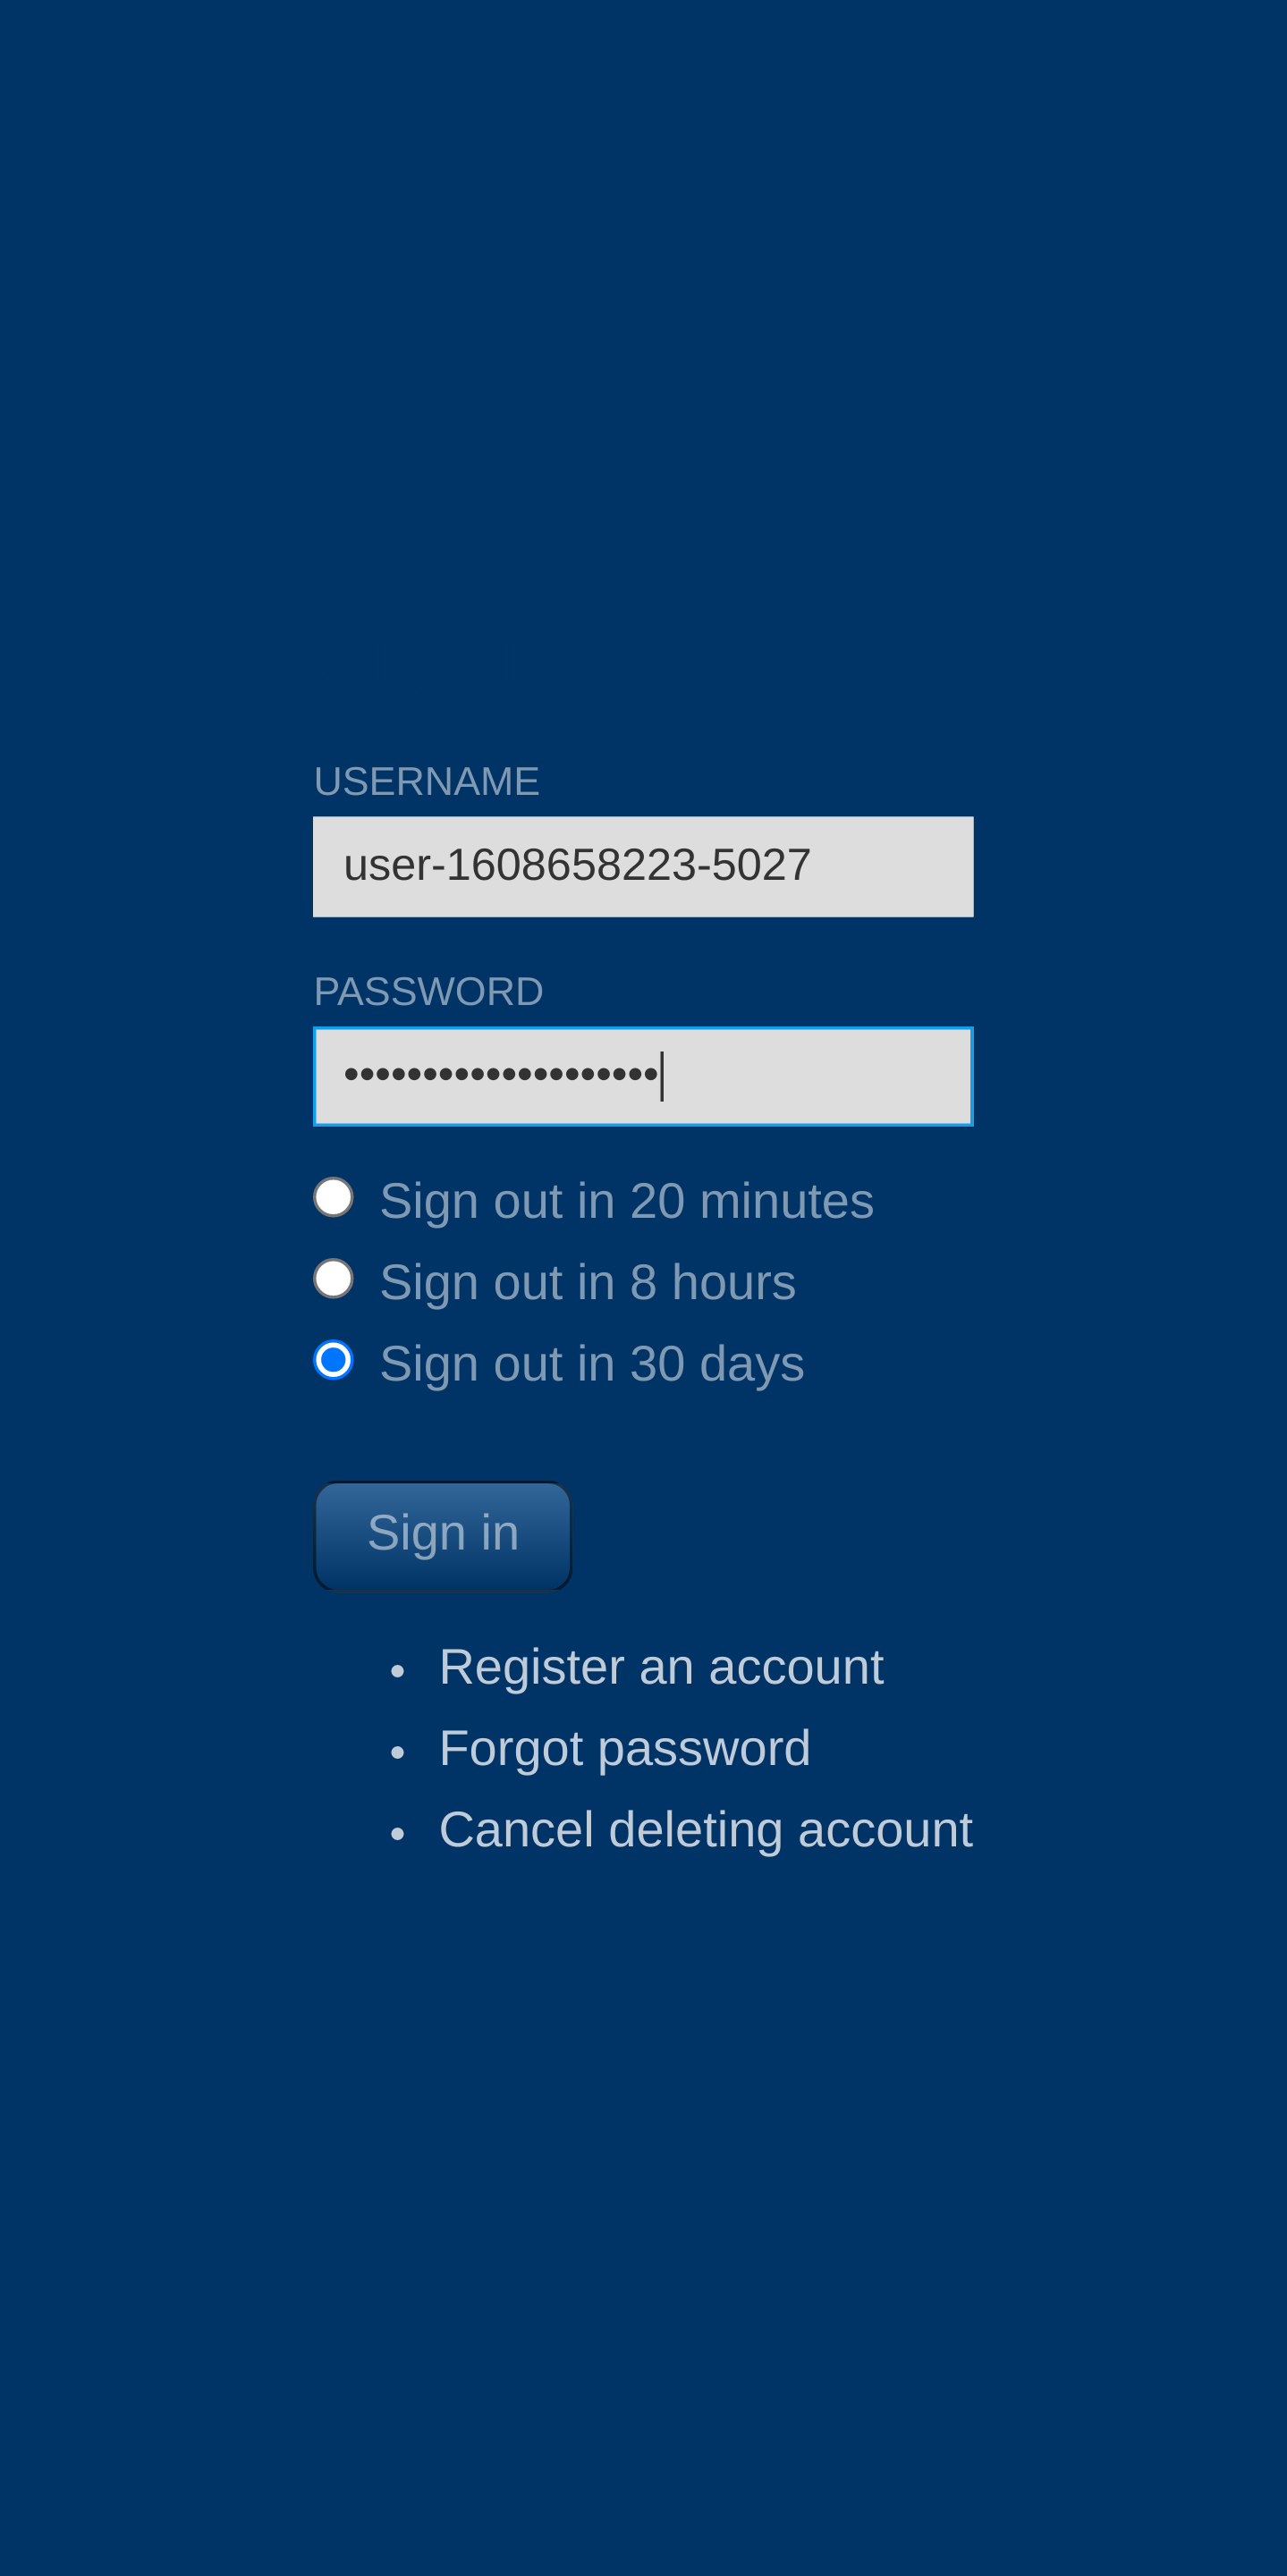 USERNAME
user-1608658223-5027
PASSWORD
••••••••••••••••••••
Sign out in 20 minutes
Sign out in 8 hours
Sign out in 30 days
Sign in
• Register an account
• Forgot password
• Cancel deleting account